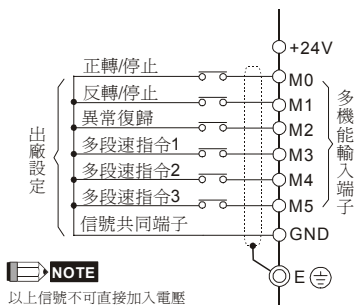 +24V
正轉/停止
M0
反轉/停止
M1
異常復歸
M2
多段速指令1
M3
多段速指令2
M4
多段速指令3
M5
信號共同端子
GND
出廠設定
多機能輸入端子
E
NOTE
以上信號不可直接加入電壓